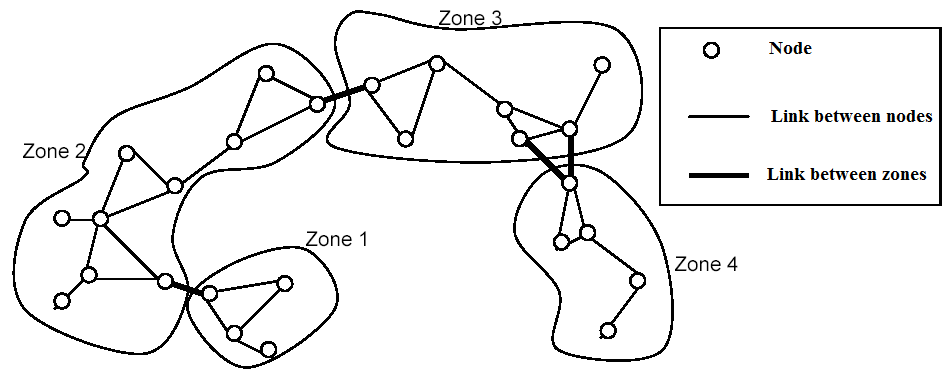 Zone 3
Node
Link between nodes
Zone 2
Link between zones
Zone 1
Zone 4